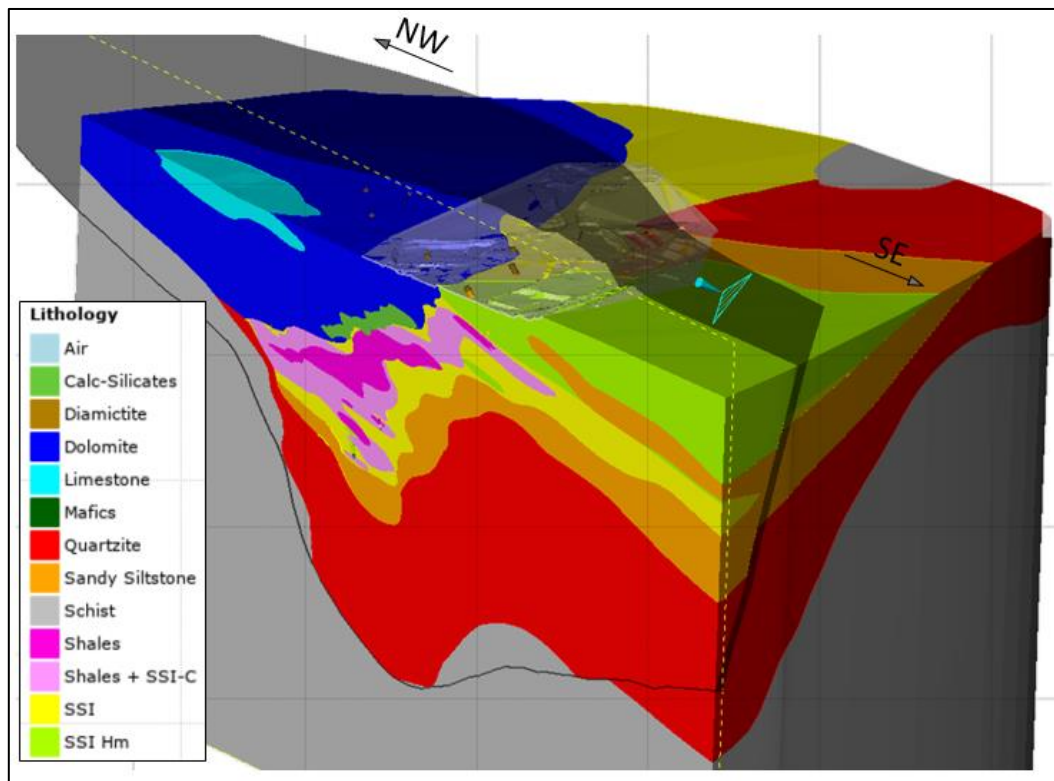 NW
SE
Lithology
Air
Calc-Silicates
Diamictite
Dolomite
Limestone
Mafics
Quartzite
Sandy Siltstone
Schist
Shales
Shales + SSI-C
SSI
SSI Hm